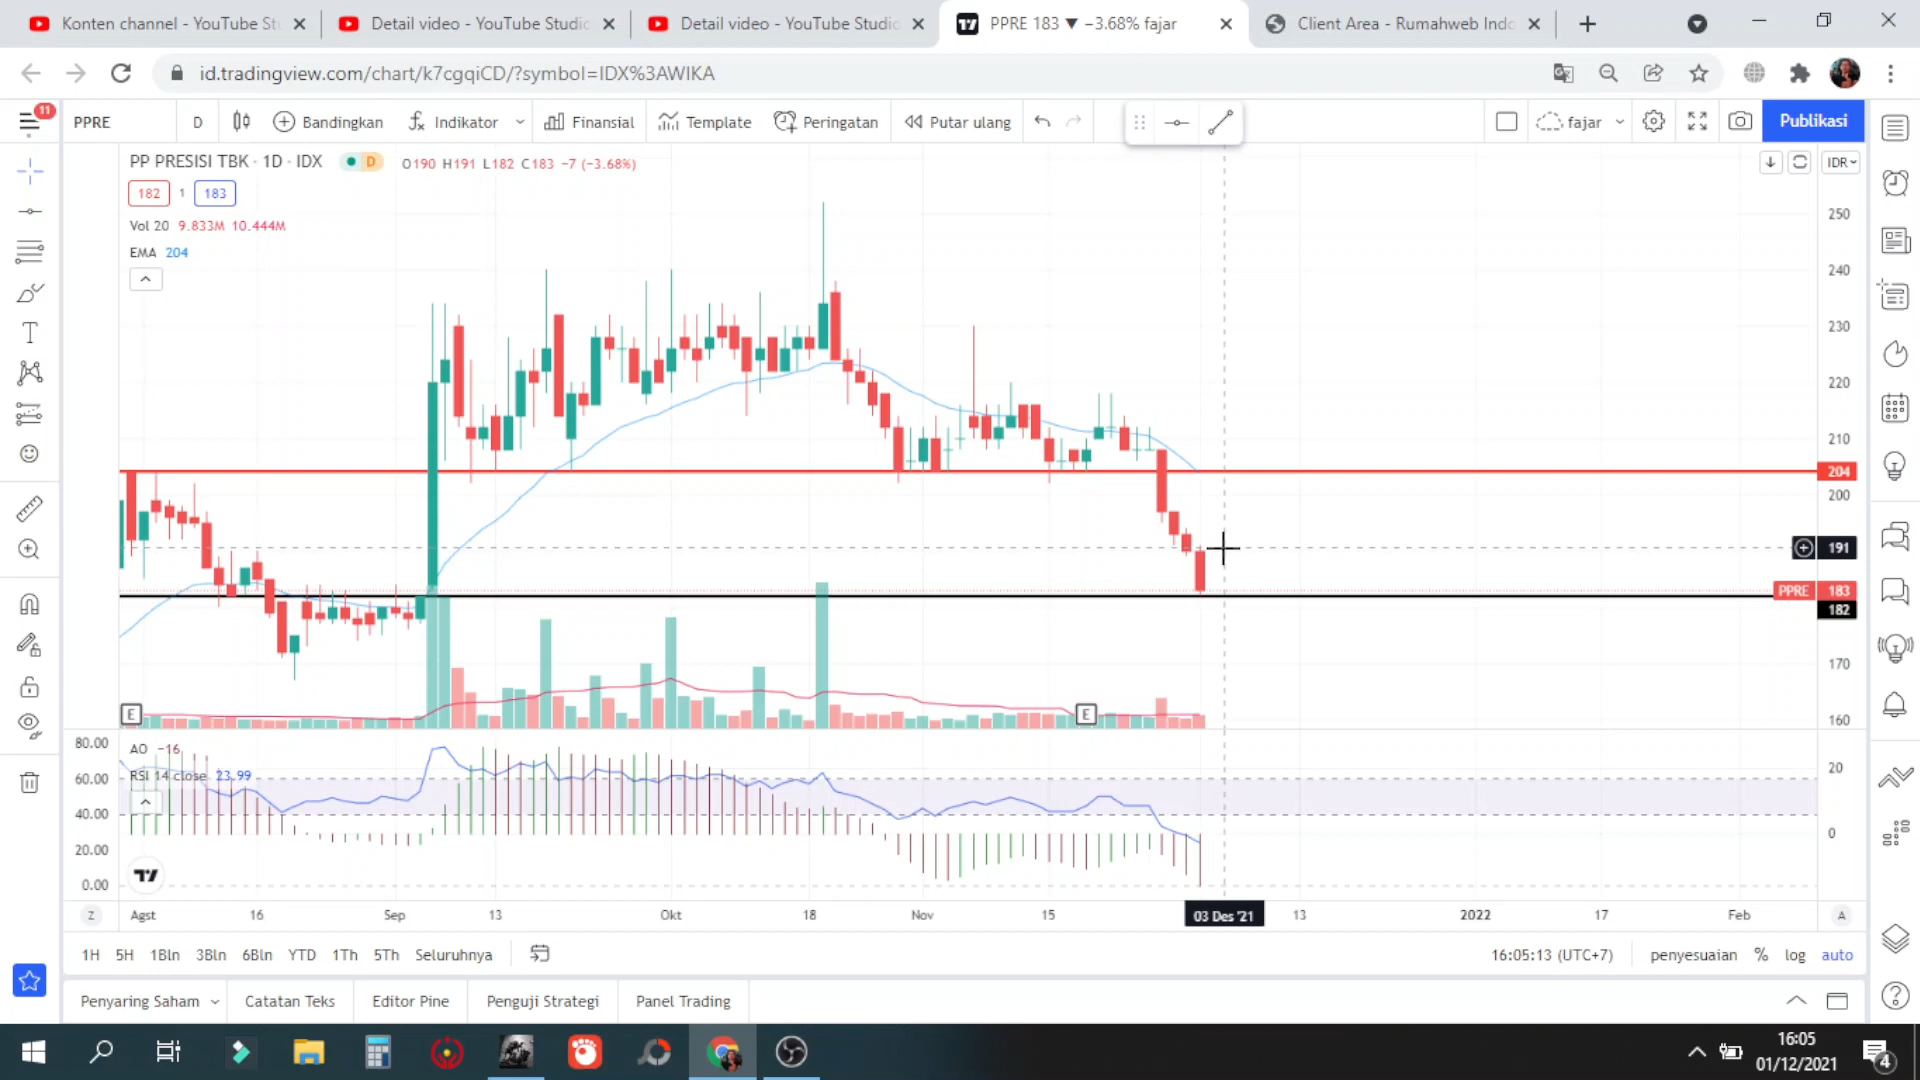 Konten channel - YouTube St
Detail video - YouTube Studio
Detail video - YouTube Studio
PPRE 183 ▼ −3.68% fajar
Client Area - Rumahweb Indo
id.tradingview.com/chart/k7cgqiCD/?symbol=IDX%3AWIKA
11
PPRE
D
Bandingkan
Indikator
Finansial
Template
Peringatan
Putar ulang
fajar
Publikasi
PP PRESISI TBK · 1D · IDX
D
O190 H191 L182 C183 −7 (−3.68%)
IDR
182
1
183
Vol 20 9.833M 10.444M
EMA 204
250
240
230
220
210
204
200
191
PPRE 183
182
170
160
E
E
80.00
60.00
40.00
20.00
0.00
AO −16
RSI 14 close 23.99
20
0
Z
Agst
16
Sep
13
Okt
18
Nov
15
03 Des '21
13
2022
17
Feb
A
1H
5H
1Bln
3Bln
6Bln
YTD
1Th
5Th
Seluruhnya
16:05:13 (UTC+7)
penyesuaian
%
log
auto
Penyaring Saham
Catatan Teks
Editor Pine
Penguji Strategi
Panel Trading
16:05
01/12/2021
4